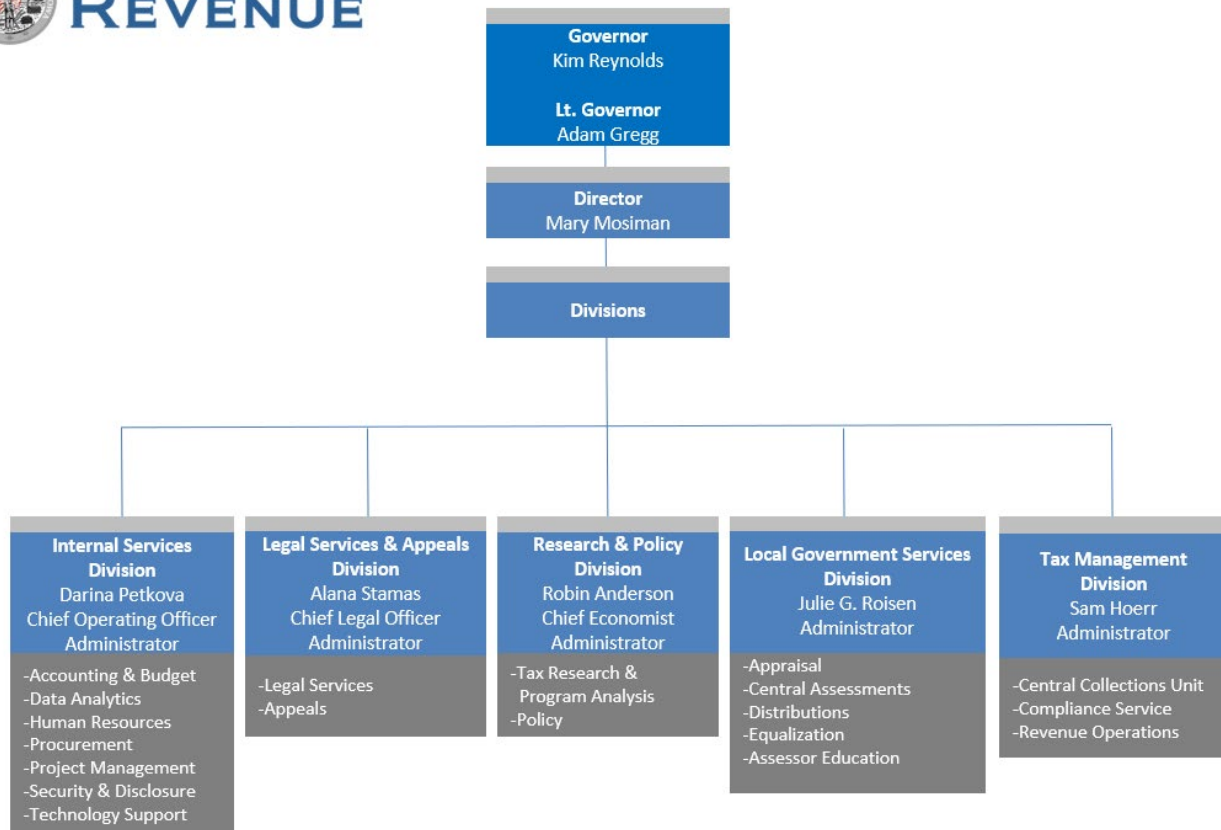 REVENUE
Governor
Kim Reynolds
Lt. Governor
Adam Gregg
Director
Mary Mosiman
Divisions
Internal Services
Division
Darina Petkova
Chief Operating Officer
Administrator
-Accounting & Budget
-Data Analytics
-Human Resources
-Procurement
-Project Management
-Security & Disclosure
-Technology Support
Legal Services & Appeals
Division
Alana Stamas
Chief Legal Officer
Administrator
-Legal Services
-Appeals
Research & Policy
Division
Robin Anderson
Chief Economist
Administrator
-Tax Research &
Program Analysis
-Policy
Local Government Services
Division
Julie G. Roisen
Administrator
-Appraisal
-Central Assessments
-Distributions
-Equalization
-Assessor Education
Tax Management
Division
Sam Hoerr
Administrator
-Central Collections Unit
-Compliance Service
-Revenue Operations